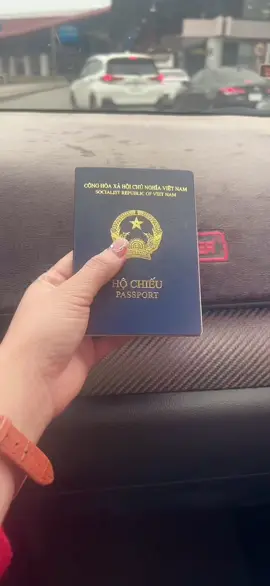 CỘNG HÒA XÃ HỘI CHỦ NGHĨA VIỆT NAM
SOCIALIST REPUBLIC OF VIET NAM
HỘ CHIẾU
PASSPORT